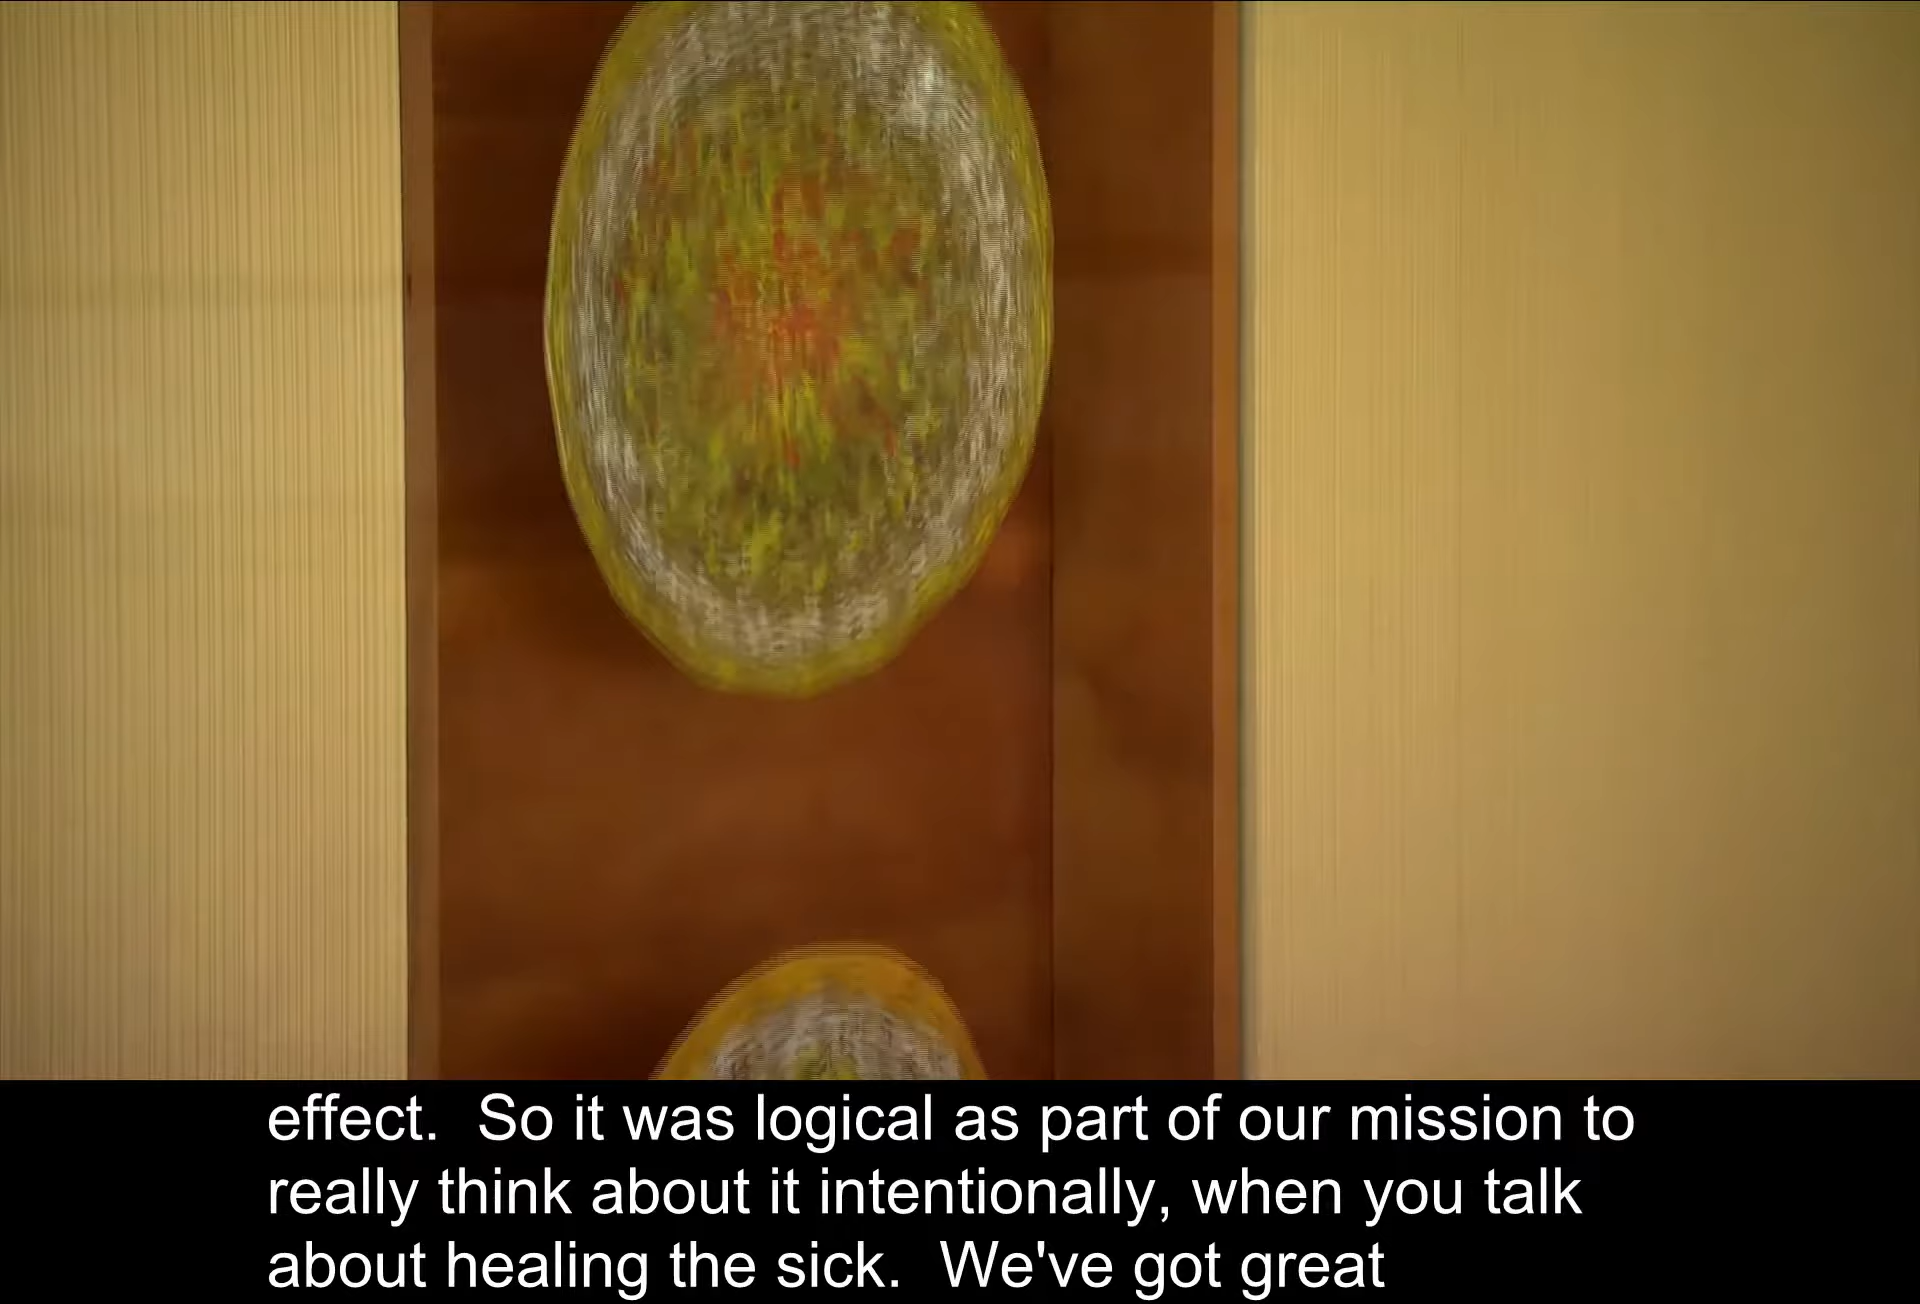 effect.  So it was logical as part of our mission to
really think about it intentionally, when you talk
about healing the sick.  We've got great